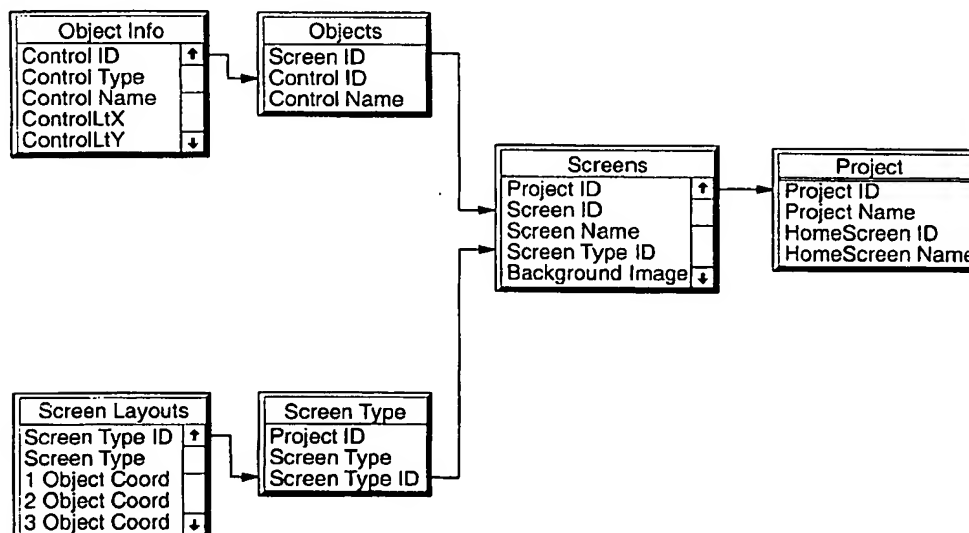 Object Info
Control ID
Control Type
Control Name
ControlLtX
ControlLtY
Objects
Screen ID
Control ID
Control Name
Screens
Project ID
Screen ID
Screen Name
Screen Type ID
Background Image
Project
Project ID
Project Name
HomeScreen ID
HomeScreen Name
Screen Layouts
Screen Type ID
Screen Type
1 Object Coord
2 Object Coord
3 Object Coord
Screen Type
Project ID
Screen Type
Screen Type ID